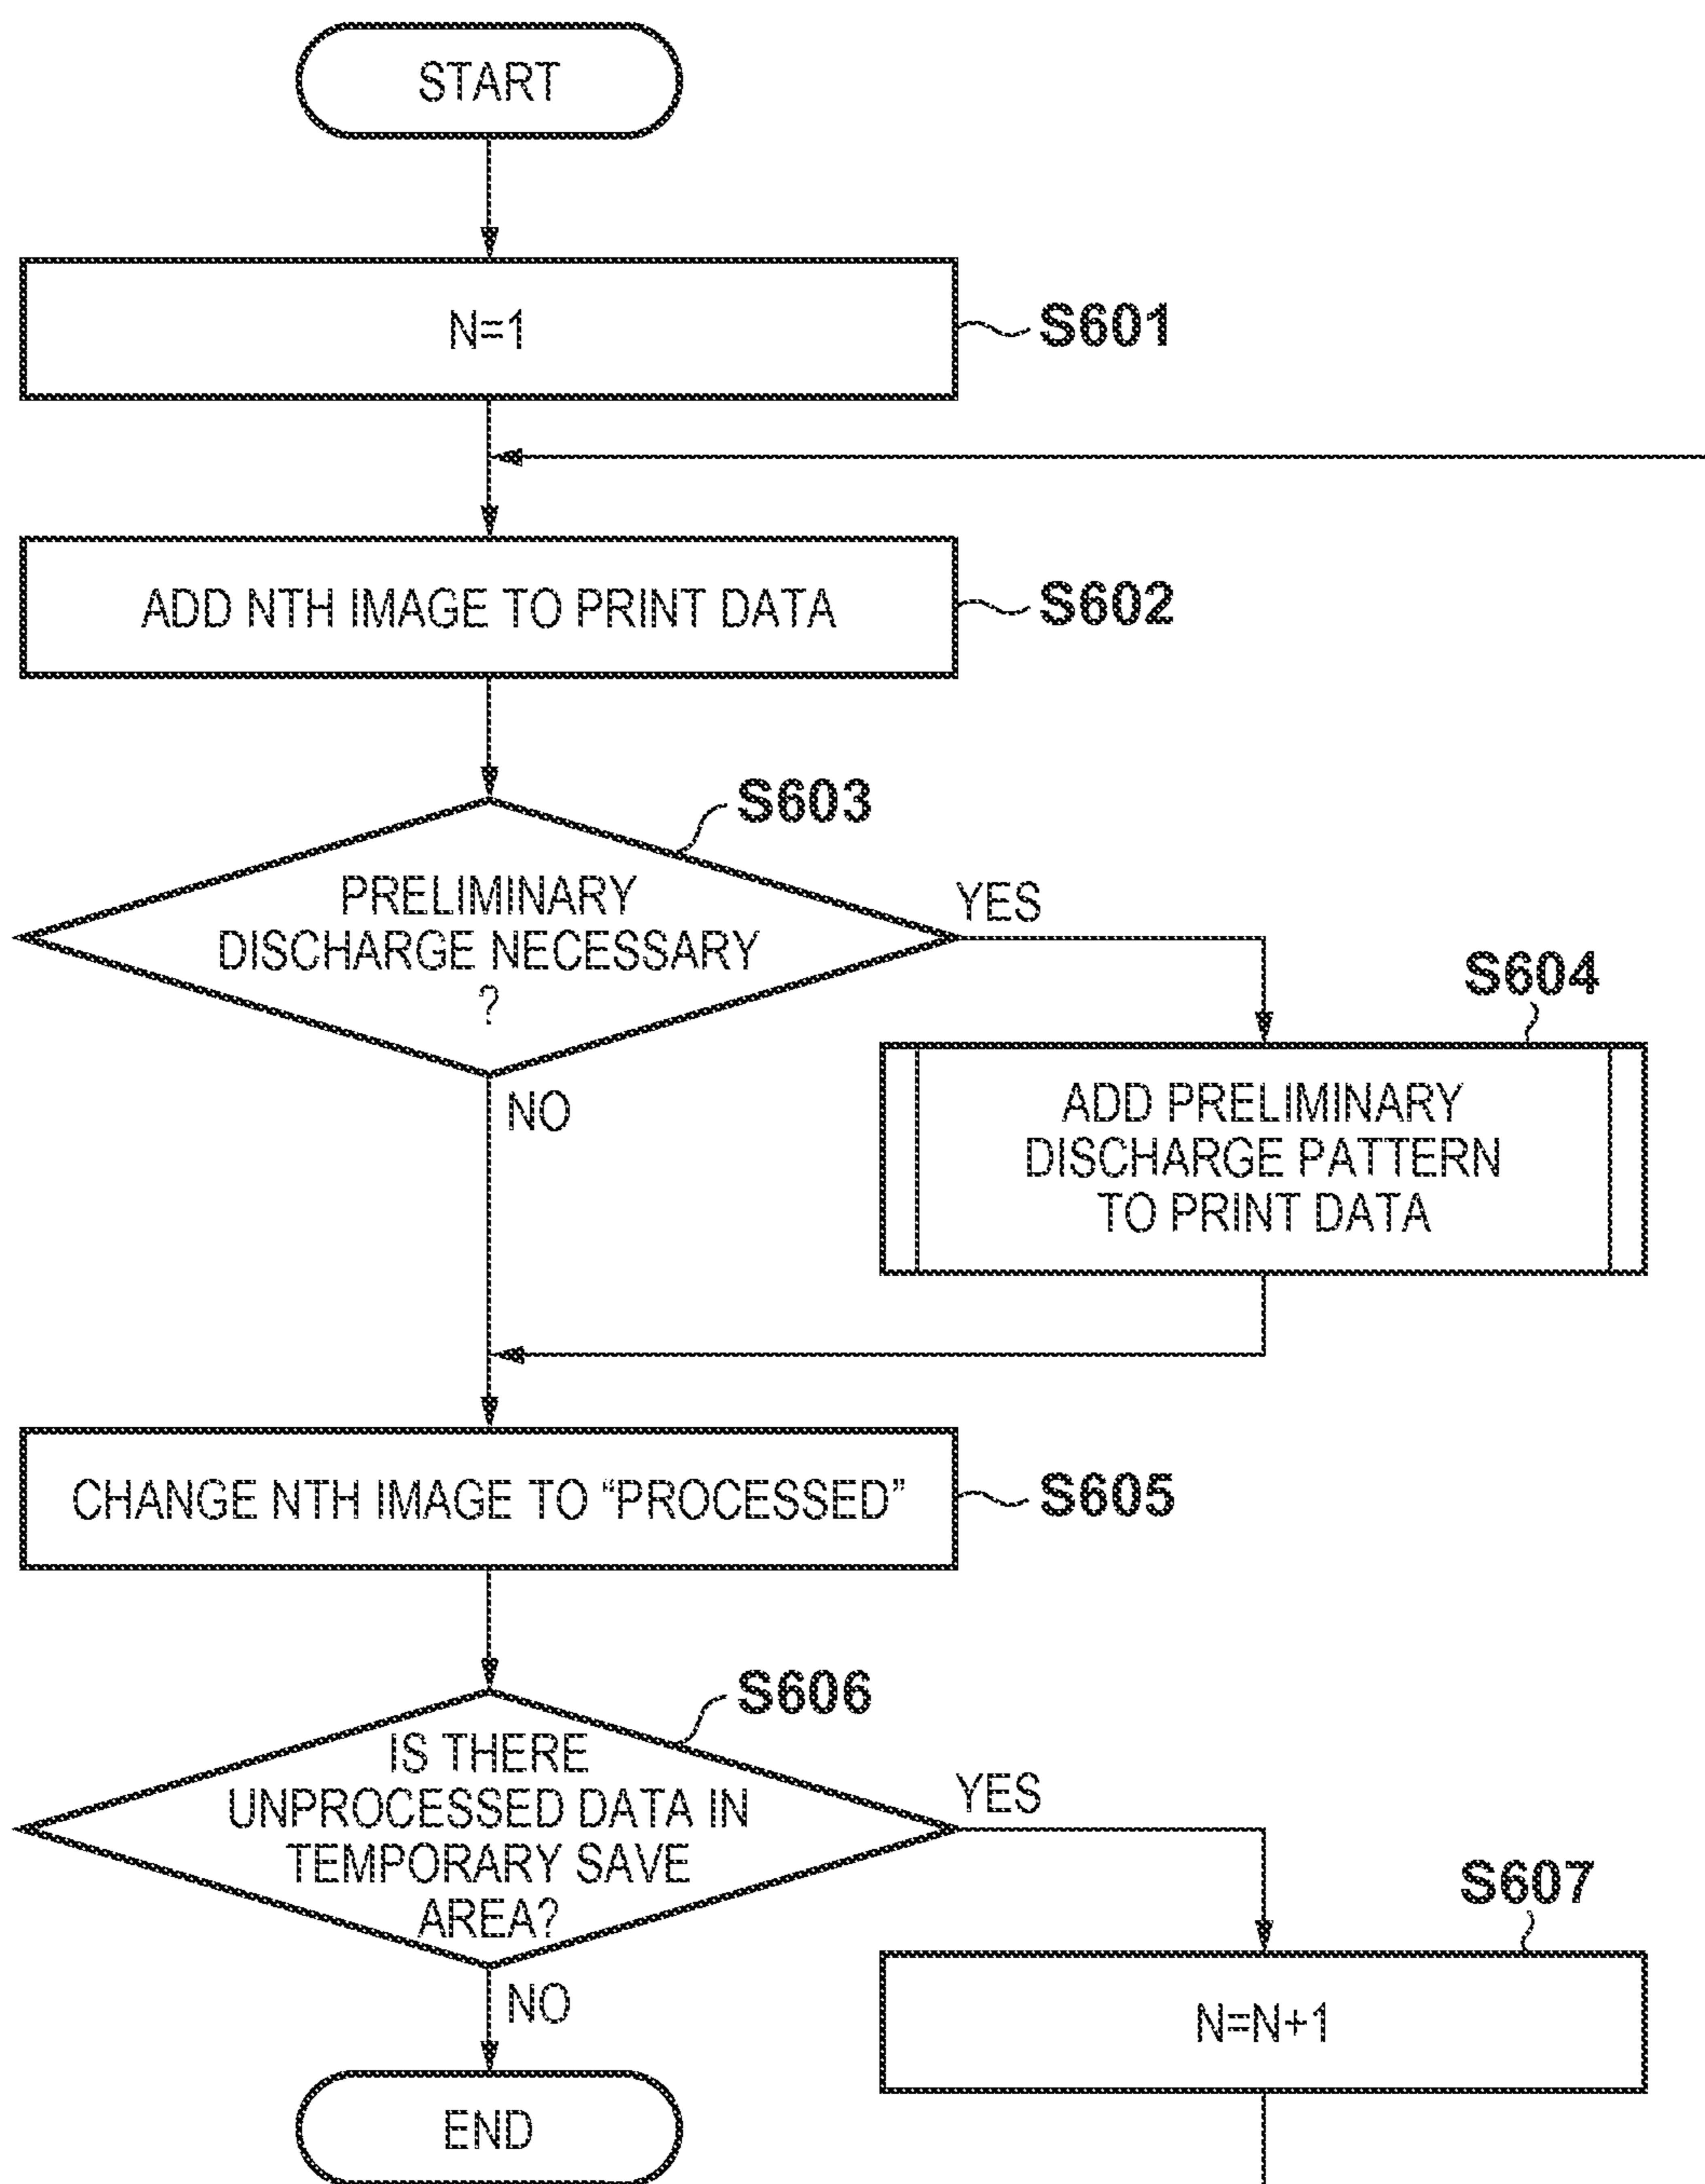 START
N=1
S601
ADD NTH IMAGE TO PRINT DATA
S602
S603
PRELIMINARY
DISCHARGE NECESSARY
?
YES
NO
S604
ADD PRELIMINARY
DISCHARGE PATTERN
TO PRINT DATA
CHANGE NTH IMAGE TO “PROCESSED”
S605
S606
IS THERE
UNPROCESSED DATA IN
TEMPORARY SAVE
AREA?
YES
NO
S607
N=N+1
END